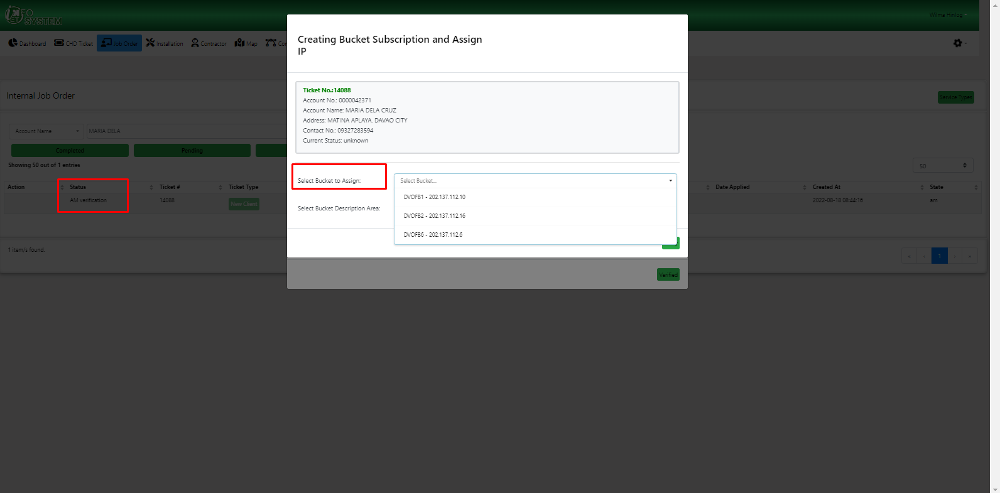 iNFO
ET SYSTEM
Wilma Hinlog
Dashboard
CHD Ticket
Job Order
Installation
Contractor
Map
Creating Bucket Subscription and Assign
IP
Ticket No.:14088
Account No.: 0000042371
Account Name: MARIA DELA CRUZ
Address: MATINA APLAYA, DAVAO CITY
Contact No.: 09327283594
Current Status: unknown
Internal Job Order
Service Types
Account Name
MARIA DELA
Completed
Pending
Showing 50 out of 1 entries
50
Select Bucket to Assign:
Select Bucket...
DVOFB1 - 202.137.112.10
DVOFB2 - 202.137.112.16
DVOFB6 - 202.137.112.6
Select Bucket Description Area:
Action
Status
Ticket #
Ticket Type
Date Applied
Created At
State
AM verification
14088
New Client
2022-08-18 08:44:16
am
1 item/s found.
« ‹ 1 › »
Verified